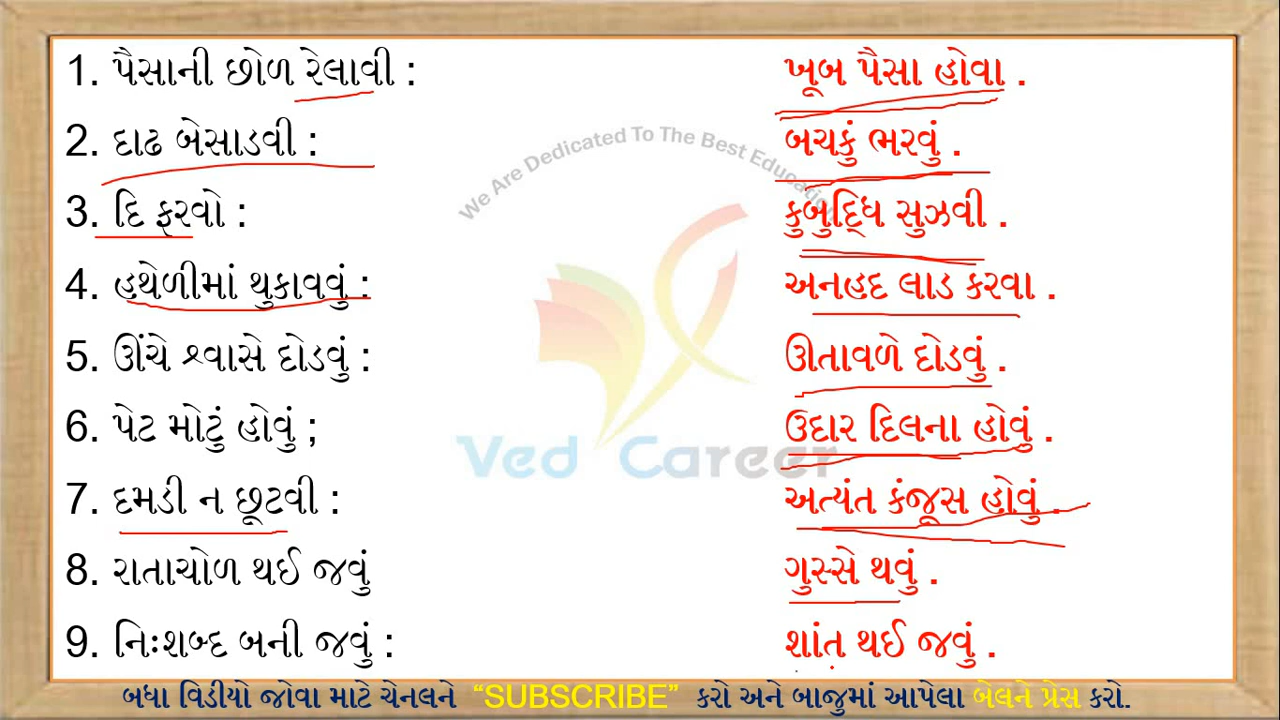 1. પૈસાની છોળ રેલાવી : ખૂબ પૈસા હોવા .
2. દાઢ બેસાડવી : બચકું ભરવું .
3. દિ ફરવો : કુબુદ્ધિ સુઝવી .
4. હથેળીમાં થુકાવવું : અનહદ લાડ કરવા .
5. ઊંચે શ્વાસે દોડવું : ઊતાવળે દોડવું .
6. પેટ મોટું હોવું ; ઉદાર દિલના હોવું .
7. દમડી ન છૂટવી : અત્યંત કંજૂસ હોવું .
8. રાતાચોળ થઈ જવું ગુસ્સે થવું .
9. નિઃશબ્દ બની જવું : શાંત થઈ જવું .
We Are Dedicated To The Best Education
Ved Career
બધા વિડીયો જોવા માટે ચેનલને “SUBSCRIBE” કરો અને બાજુમાં આપેલા બેલને પ્રેસ કરો.